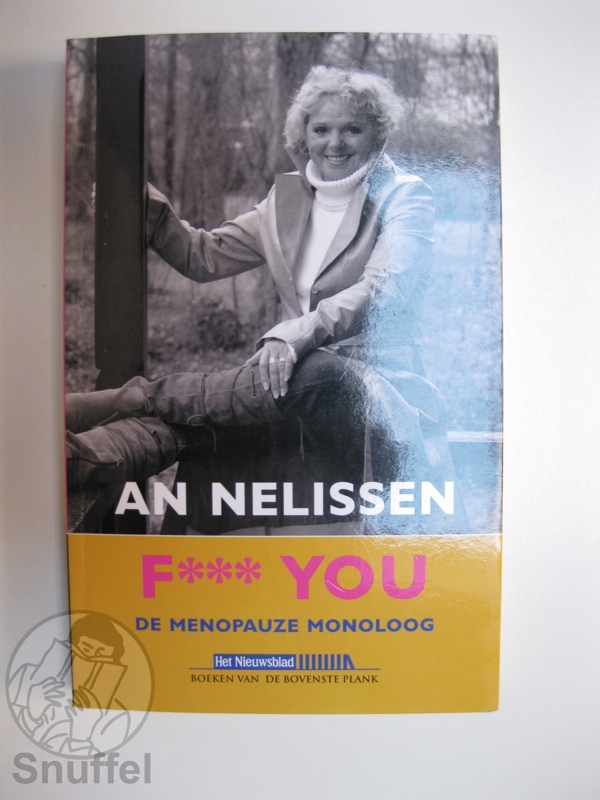 AN NELISSEN
F*** YOU
DE MENOPAUZE MONOLOOG
Het Nieuwsblad
BOEKEN VAN DE BOVENSTE PLANK
Snuffel